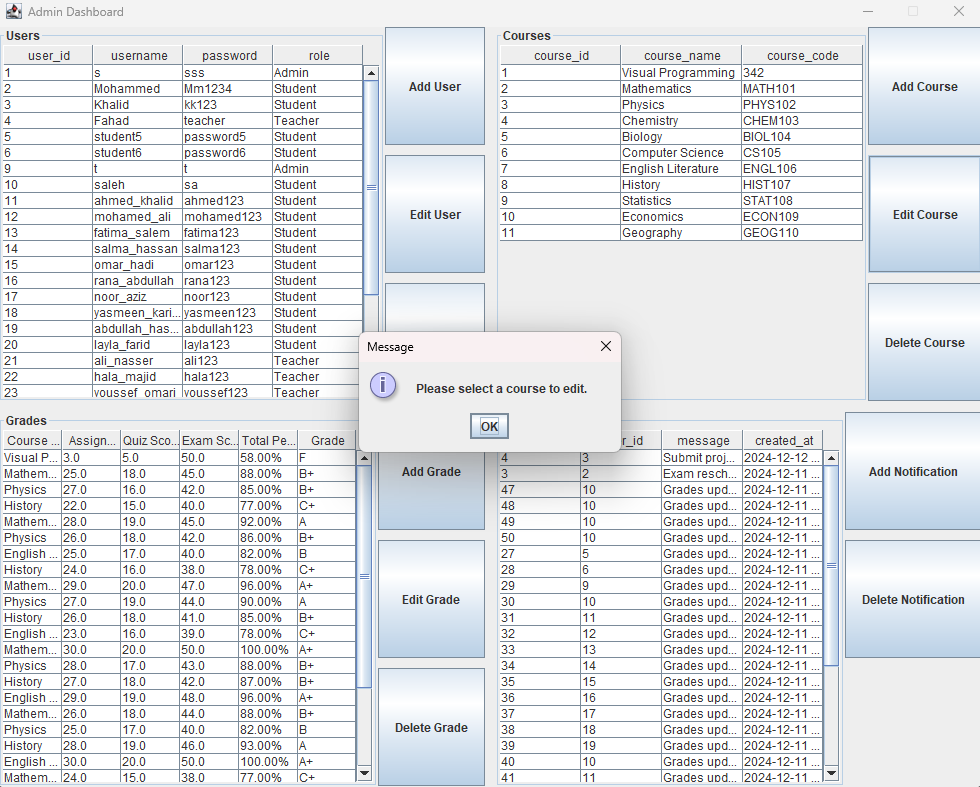 Admin Dashboard
Users
user_id username password role
1 s sss Admin
2 Mohammed Mm1234 Student
3 Khalid kk123 Student
4 Fahad teacher Teacher
5 student5 password5 Student
6 student6 password6 Student
9 t t Admin
10 saleh sa Student
11 ahmed_khalid ahmed123 Student
12 mohamed_ali mohamed123 Student
13 fatima_salem fatima123 Student
14 salma_hassan salma123 Student
15 omar_hadi omar123 Student
16 rana_abdullah rana123 Student
17 noor_aziz noor123 Student
18 yasmeen_kari... yasmeen123 Student
19 abdullah_has... abdullah123 Student
20 layla_farid layla123 Student
21 ali_nasser ali123 Teacher
22 hala_majid hala123 Teacher
23 youssef_omari youssef123 Teacher
Add User
Edit User
Courses
course_id course_name course_code
1 Visual Programming 342
2 Mathematics MATH101
3 Physics PHYS102
4 Chemistry CHEM103
5 Biology BIOL104
6 Computer Science CS105
7 English Literature ENGL106
8 History HIST107
9 Statistics STAT108
10 Economics ECON109
11 Geography GEOG110
Add Course
Edit Course
Delete Course
Message
Please select a course to edit.
OK
Grades
Course ... Assign... Quiz Sco... Exam Sc... Total Pe... Grade
Visual P... 3.0 5.0 50.0 58.00% F
Mathem... 25.0 18.0 45.0 88.00% B+
Physics 27.0 16.0 42.0 85.00% B+
History 22.0 15.0 40.0 77.00% C+
Mathem... 28.0 19.0 45.0 92.00% A
Physics 26.0 18.0 42.0 86.00% B+
English ... 25.0 17.0 40.0 82.00% B
History 24.0 16.0 38.0 78.00% C+
Mathem... 29.0 20.0 47.0 96.00% A+
Physics 27.0 19.0 44.0 90.00% A
History 26.0 18.0 41.0 85.00% B+
English ... 23.0 16.0 39.0 78.00% C+
Mathem... 30.0 20.0 50.0 100.00% A+
Physics 28.0 17.0 43.0 88.00% B+
History 27.0 18.0 42.0 87.00% B+
English ... 29.0 19.0 48.0 96.00% A+
Mathem... 26.0 18.0 44.0 88.00% B+
Physics 25.0 17.0 40.0 82.00% B
History 28.0 19.0 46.0 93.00% A
English ... 30.0 20.0 50.0 100.00% A+
Mathem... 24.0 15.0 38.0 77.00% C+
Add Grade
Edit Grade
Delete Grade
r_id message created_at
4 3 Submit proj... 2024-12-12 ...
3 2 Exam resch... 2024-12-11 ...
47 10 Grades upd... 2024-12-11 ...
48 10 Grades upd... 2024-12-11 ...
49 10 Grades upd... 2024-12-11 ...
50 10 Grades upd... 2024-12-11 ...
27 5 Grades upd... 2024-12-11 ...
28 6 Grades upd... 2024-12-11 ...
29 9 Grades upd... 2024-12-11 ...
30 10 Grades upd... 2024-12-11 ...
31 11 Grades upd... 2024-12-11 ...
32 12 Grades upd... 2024-12-11 ...
33 13 Grades upd... 2024-12-11 ...
34 14 Grades upd... 2024-12-11 ...
35 15 Grades upd... 2024-12-11 ...
36 16 Grades upd... 2024-12-11 ...
37 17 Grades upd... 2024-12-11 ...
38 18 Grades upd... 2024-12-11 ...
39 19 Grades upd... 2024-12-11 ...
40 10 Grades upd... 2024-12-11 ...
41 11 Grades upd... 2024-12-11 ...
Add Notification
Delete Notification